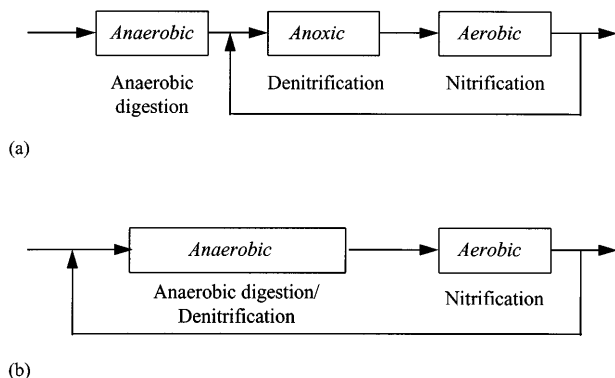 Anaerobic Anoxic Aerobic
Anaerobic Denitrification Nitrification
digestion
(a)
Anaerobic Aerobic
Anaerobic digestion/ Nitrification
Denitrification
(b)